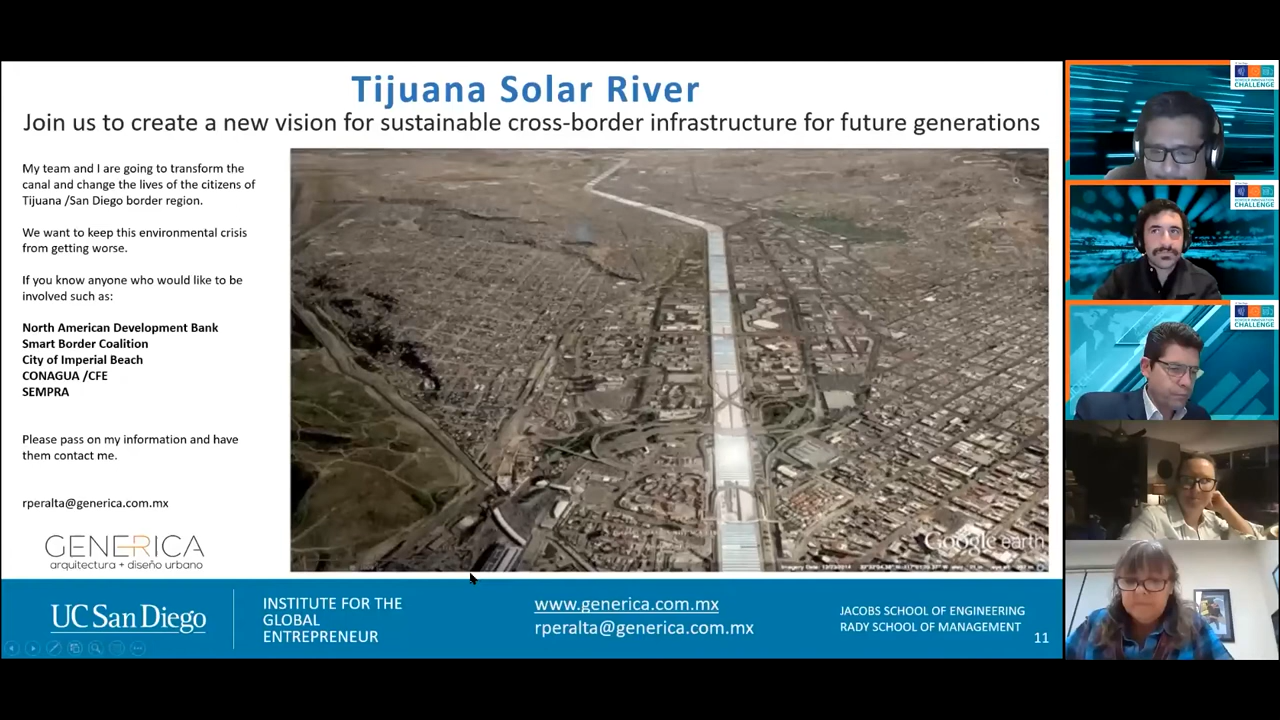 Tijuana Solar River
Join us to create a new vision for sustainable cross-border infrastructure for future generations
My team and I are going to transform the
canal and change the lives of the citizens of
Tijuana /San Diego border region.
We want to keep this environmental crisis
from getting worse.
If you know anyone who would like to be
involved such as:
North American Development Bank
Smart Border Coalition
City of Imperial Beach
CONAGUA /CFE
SEMPRA
Please pass on my information and have
them contact me.
rperalta@generica.com.mx
GENERICA
arquitectura + diseño urbano
Google earth
UC San Diego
INSTITUTE FOR THE
GLOBAL
ENTREPRENEUR
www.generica.com.mx
rperalta@generica.com.mx
JACOBS SCHOOL OF ENGINEERING
RADY SCHOOL OF MANAGEMENT
11
CHALLENGE
CHALLENGE
CHALLENGE